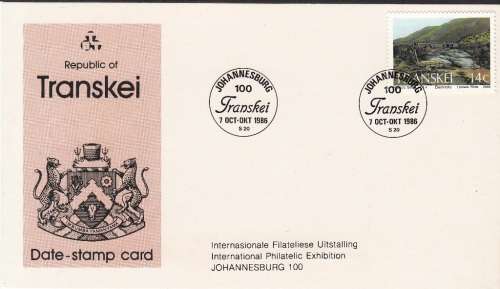 Republic of
Transkei
Date-stamp card
JOHANNESBURG
100
Transkei
7 OCT-OKT 1986
S 20
JOHANNESBURG
100
Transkei
7 OCT-OKT 1986
S 20
ANSKEI 14c
Internasionale Filateliese Uitstalling
International Philatelic Exhibition
JOHANNESBURG 100